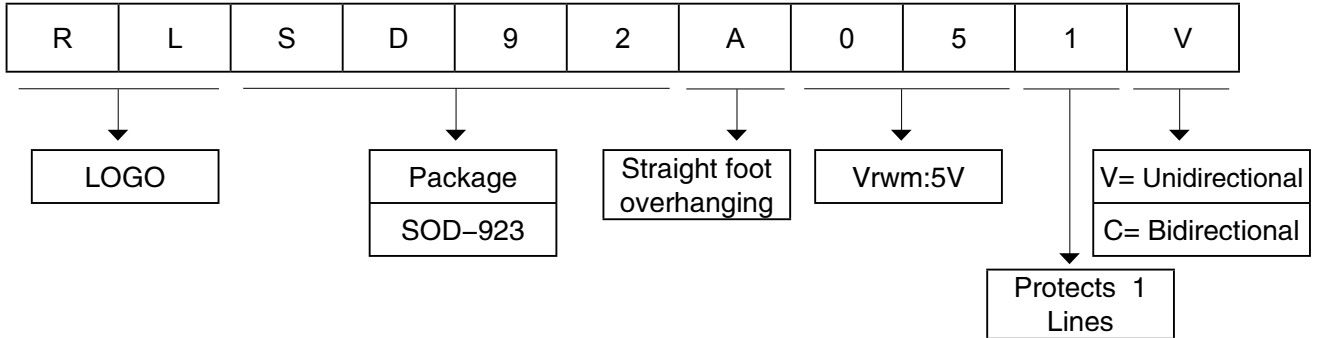 R L S D 9 2 A 0 5 1 V
LOGO
Package
SOD−923
Straight foot
overhanging
Vrwm:5V
V= Unidirectional
C= Bidirectional
Protects 1
Lines